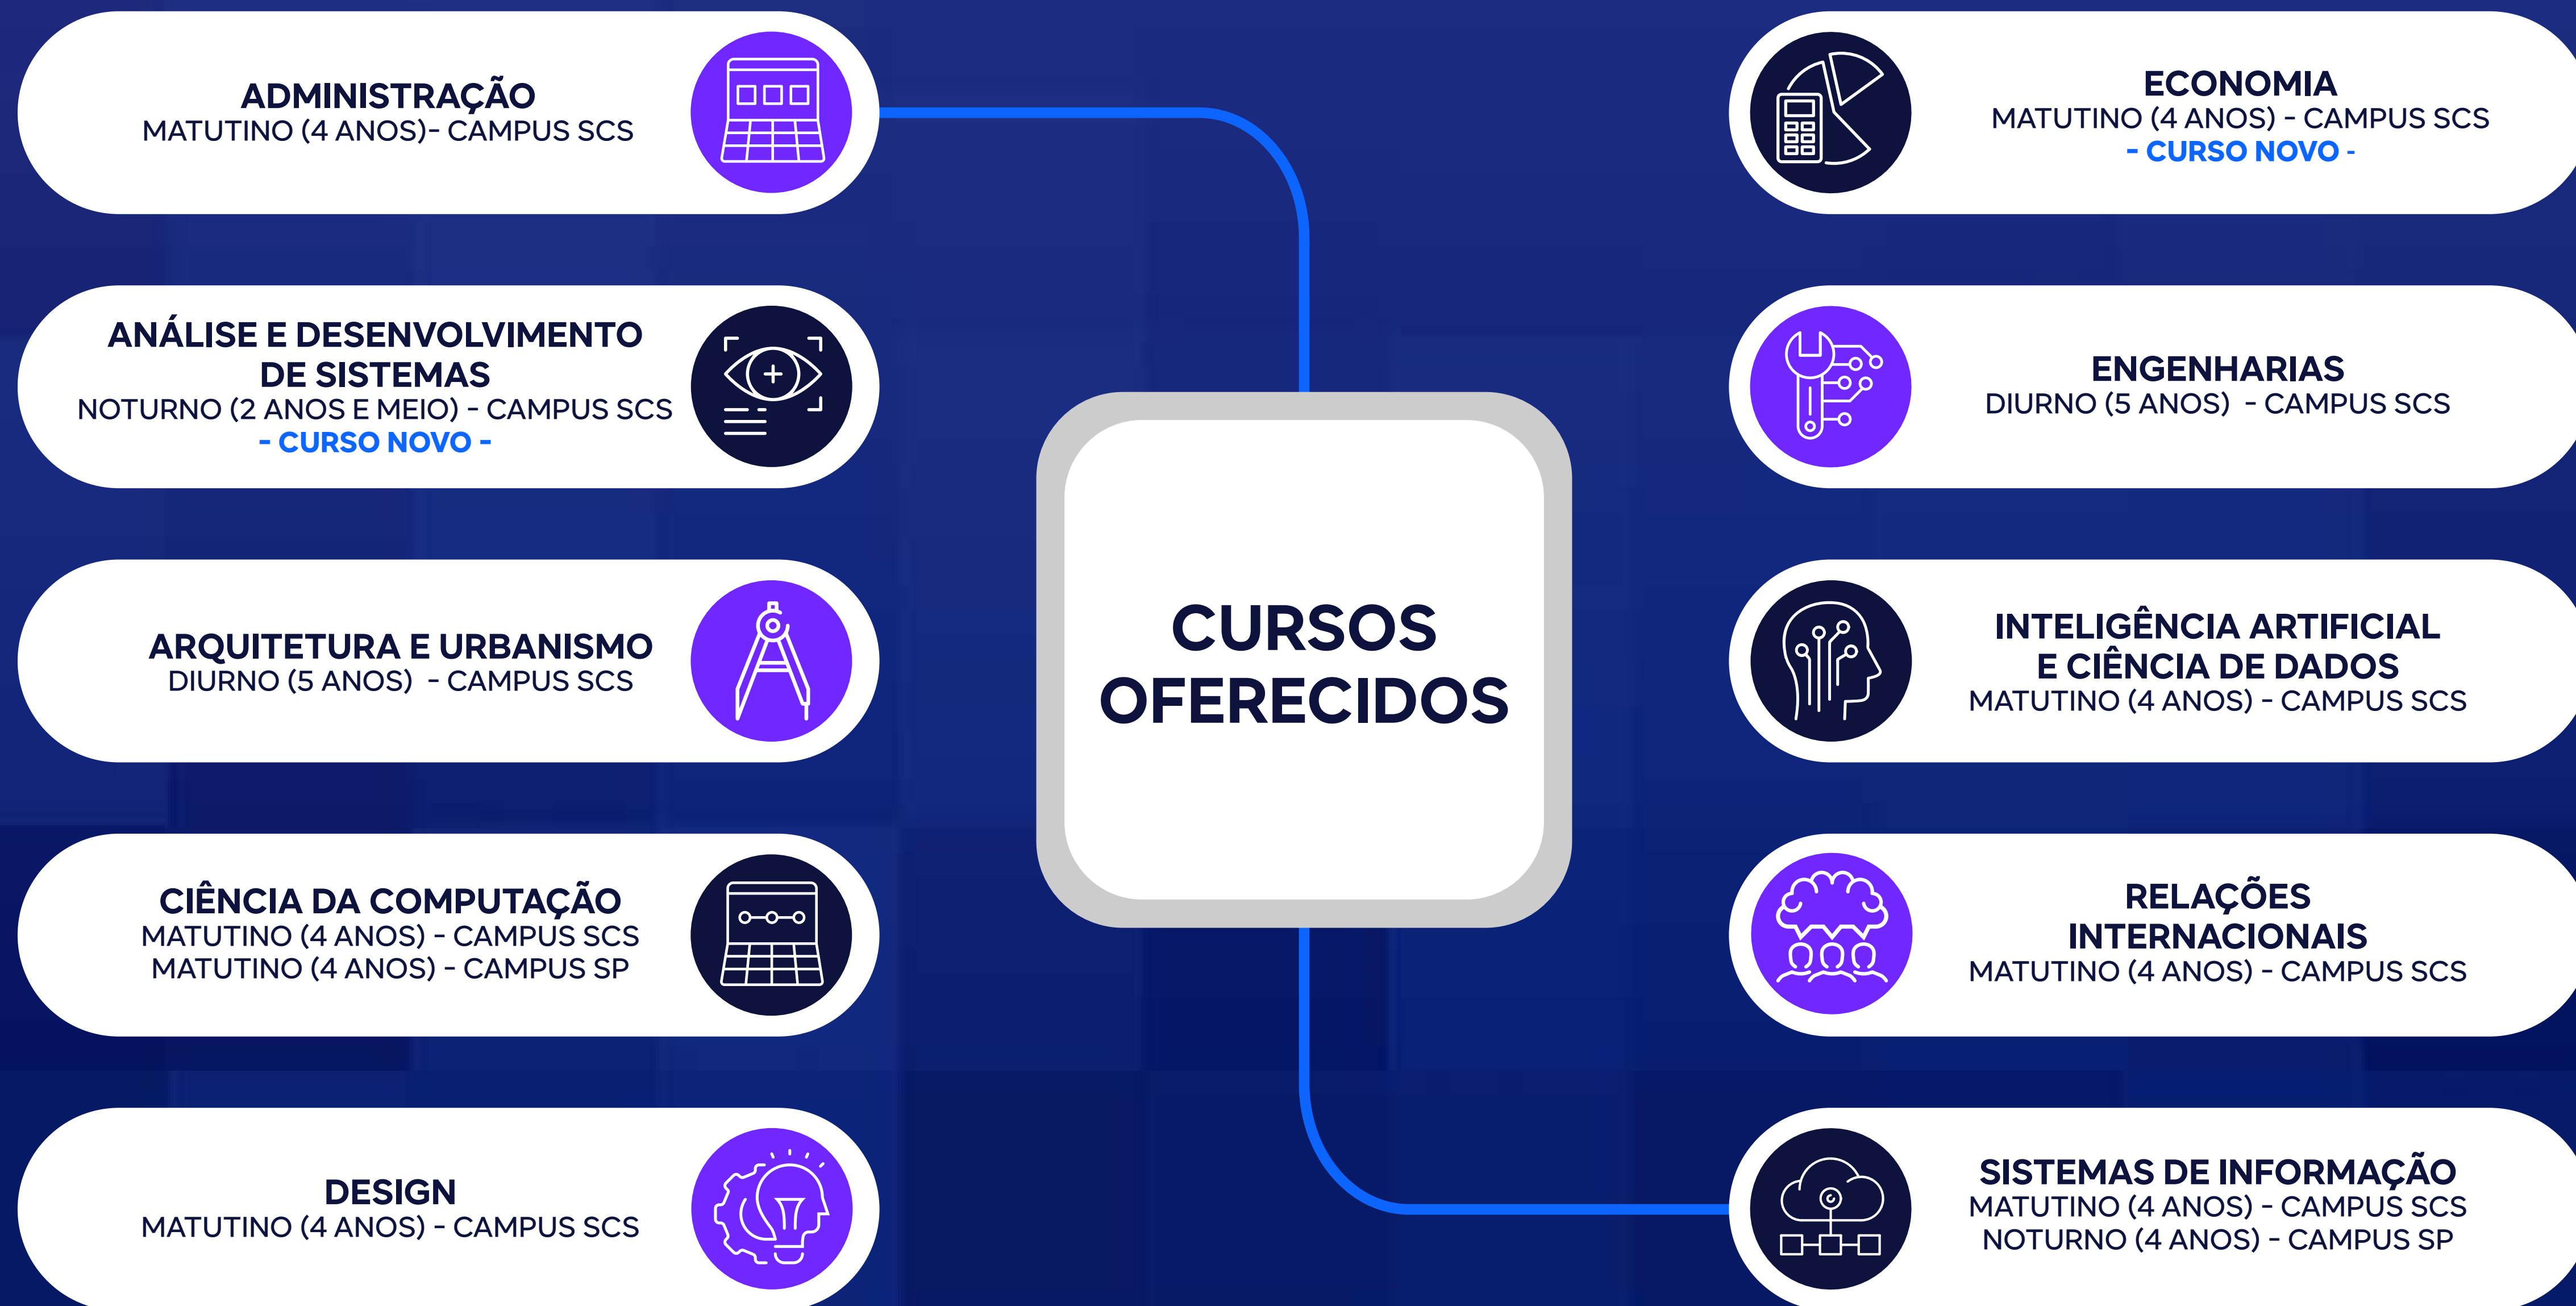 ADMINISTRAÇÃO
MATUTINO (4 ANOS)- CAMPUS SCS
ANÁLISE E DESENVOLVIMENTO
DE SISTEMAS
NOTURNO (2 ANOS E MEIO) - CAMPUS SCS
- CURSO NOVO -
ARQUITETURA E URBANISMO
DIURNO (5 ANOS) - CAMPUS SCS
CIÊNCIA DA COMPUTAÇÃO
MATUTINO (4 ANOS) - CAMPUS SCS
MATUTINO (4 ANOS) - CAMPUS SP
DESIGN
MATUTINO (4 ANOS) - CAMPUS SCS
CURSOS
OFERECIDOS
ECONOMIA
MATUTINO (4 ANOS) - CAMPUS SCS
- CURSO NOVO -
ENGENHARIAS
DIURNO (5 ANOS) - CAMPUS SCS
INTELIGÊNCIA ARTIFICIAL
E CIÊNCIA DE DADOS
MATUTINO (4 ANOS) - CAMPUS SCS
RELAÇÕES
INTERNACIONAIS
MATUTINO (4 ANOS) - CAMPUS SCS
SISTEMAS DE INFORMAÇÃO
MATUTINO (4 ANOS) - CAMPUS SCS
NOTURNO (4 ANOS) - CAMPUS SP